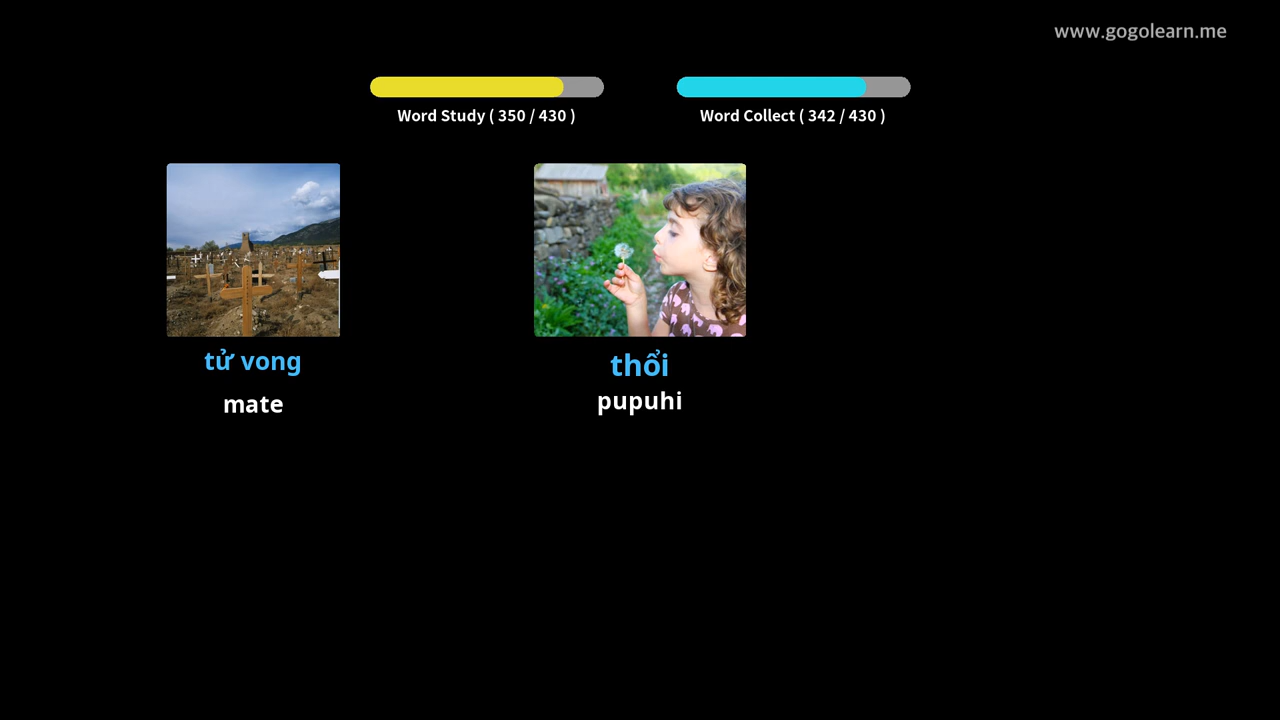 www.gogolearn.me
Word Study ( 350 / 430 )
Word Collect ( 342 / 430 )
tử vong
mate
thổi
pupuhi